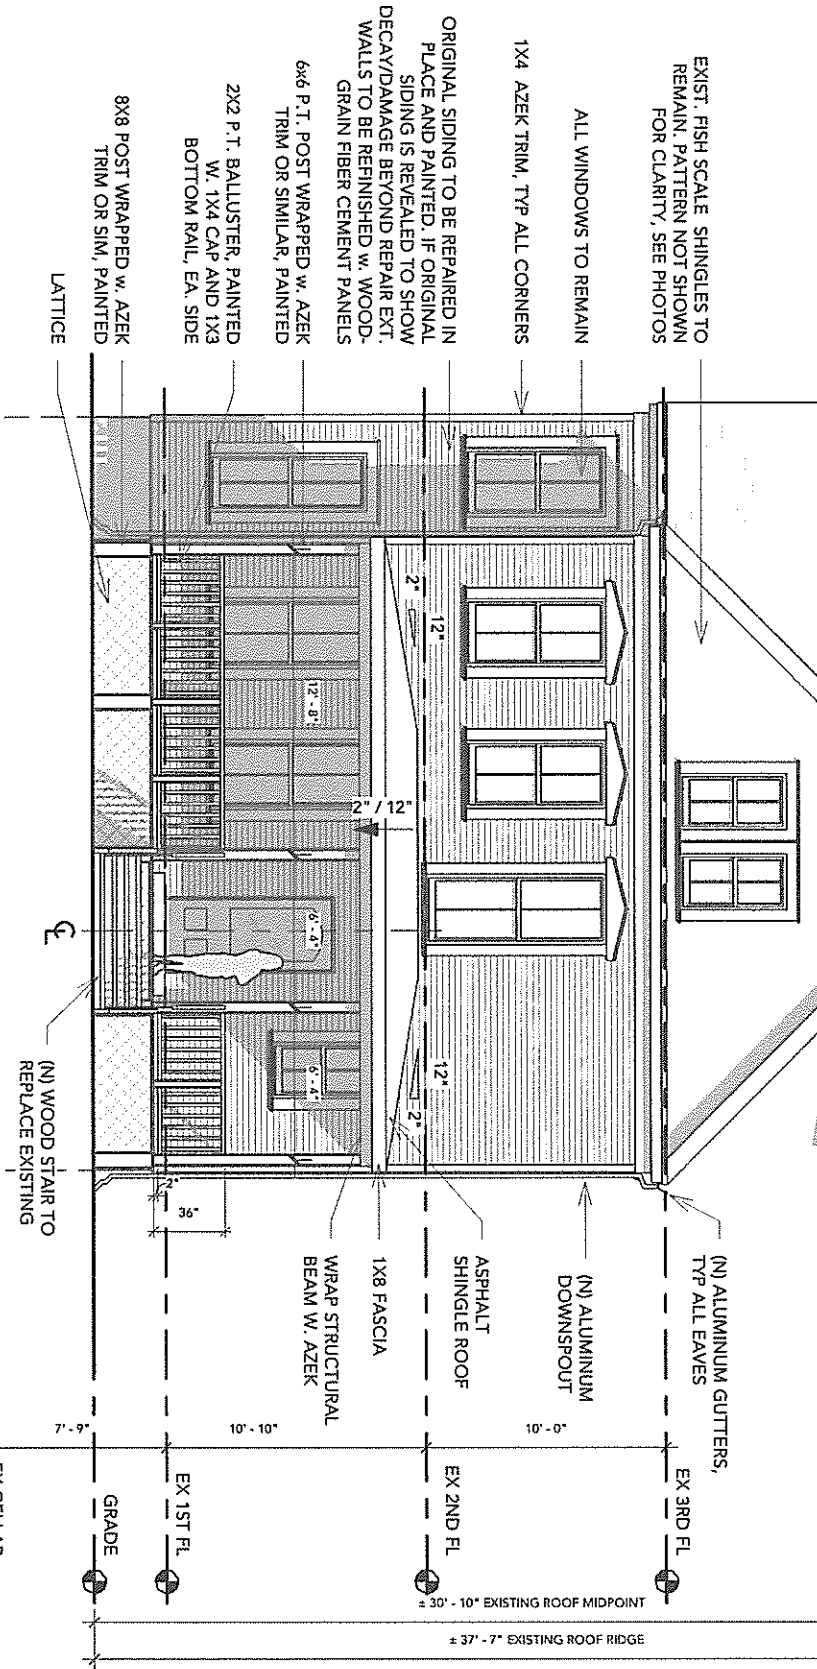 EXIST. FISH SCALE SHINGLES TO
REMAIN. PATTERN NOT SHOWN
FOR CLARITY, SEE PHOTOS
ALL WINDOWS TO REMAIN
1X4 AZEK TRIM, TYP ALL CORNERS
ORIGINAL SIDING TO BE REPAIRED IN
PLACE AND PAINTED. IF ORIGINAL
SIDING IS REVEALED TO SHOW
DECAY/DAMAGE BEYOND REPAIR EXT.
WALLS TO BE REFINISHED w. WOOD-
GRAIN FIBER CEMENT PANELS
6x6 P.T. POST WRAPPED w. AZEK
TRIM OR SIMILAR, PAINTED
2X2 P.T. BALLUSTER, PAINTED
W. 1X4 CAP AND 1X3
BOTTOM RAIL, EA. SIDE
8X8 POST WRAPPED w. AZEK
TRIM OR SIM, PAINTED
LATTICE
12"
2"
12' - 8"
2" / 12"
6' - 4"
12"
2"
6' - 4"
CL
(N) ALUMINUM GUTTERS,
TYP ALL EAVES
(N) ALUMINUM
DOWNSPOUT
ASPHALT
SHINGLE ROOF
1X8 FASCIA
WRAP STRUCTURAL
BEAM W. AZEK
(N) WOOD STAIR TO
REPLACE EXISTING
2"
36"
10' - 0"
10' - 10"
7' - 9"
EX 3RD FL
EX 2ND FL
EX 1ST FL
GRADE
EX CELLAR
± 30' - 10" EXISTING ROOF MIDPOINT
± 37' - 7" EXISTING ROOF RIDGE